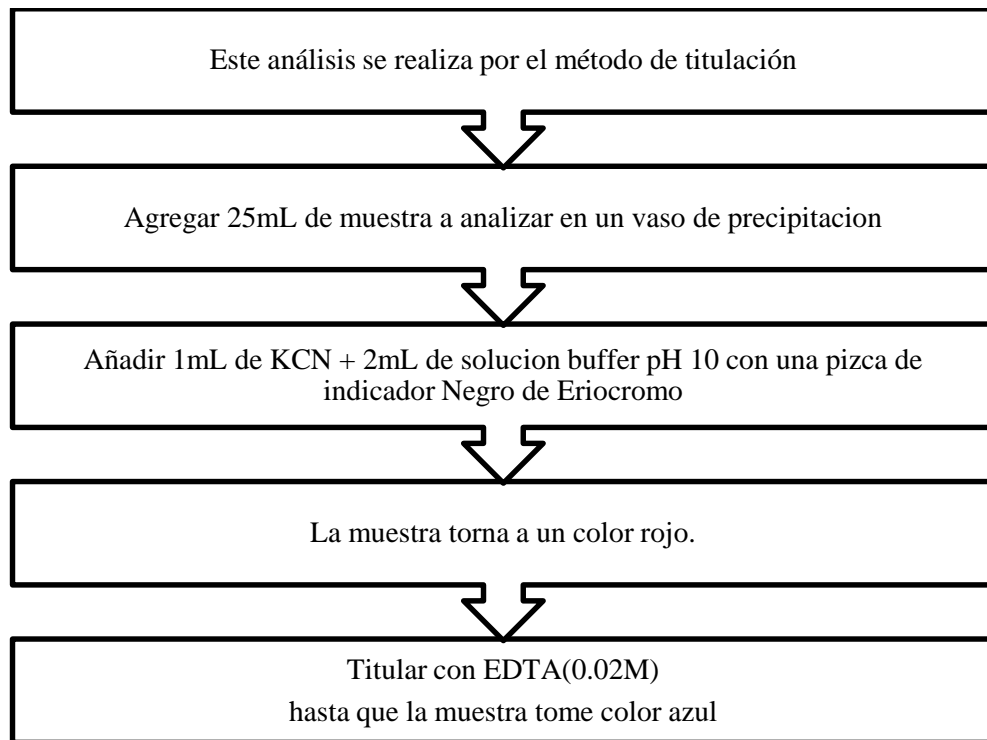 Este análisis se realiza por el método de titulación
Agregar 25mL de muestra a analizar en un vaso de precipitacion
Añadir 1mL de KCN + 2mL de solucion buffer pH 10 con una pizca de
indicador Negro de Eriocromo
La muestra torna a un color rojo.
Titular con EDTA(0.02M)
hasta que la muestra tome color azul